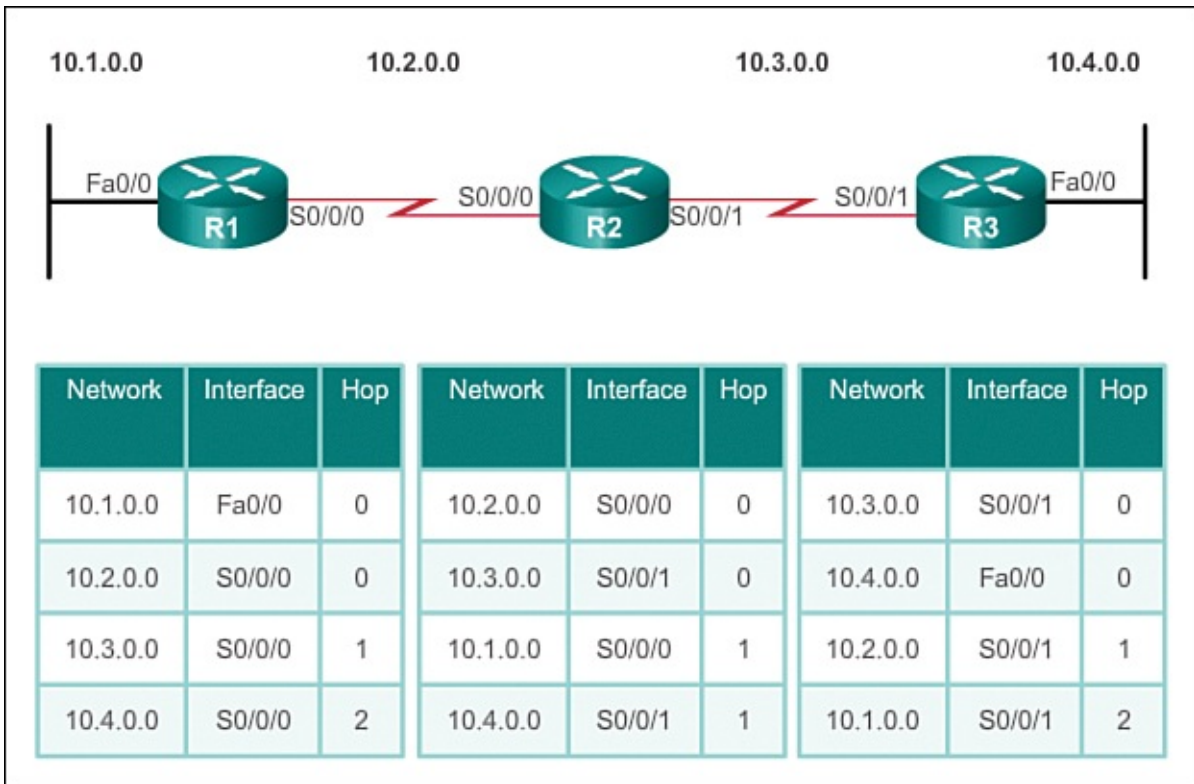 10.1.0.0 10.2.0.0 10.3.0.0 10.4.0.0
Fa0/0 S0/0/0 S0/0/0 S0/0/1 S0/0/1 Fa0/0
R1 R2 R3
Network Interface Hop Network Interface Hop Network Interface Hop
10.1.0.0 Fa0/0 0 10.2.0.0 S0/0/0 0 10.3.0.0 S0/0/1 0
10.2.0.0 S0/0/0 0 10.3.0.0 S0/0/1 0 10.4.0.0 Fa0/0 0
10.3.0.0 S0/0/0 1 10.1.0.0 S0/0/0 1 10.2.0.0 S0/0/1 1
10.4.0.0 S0/0/0 2 10.4.0.0 S0/0/1 1 10.1.0.0 S0/0/1 2